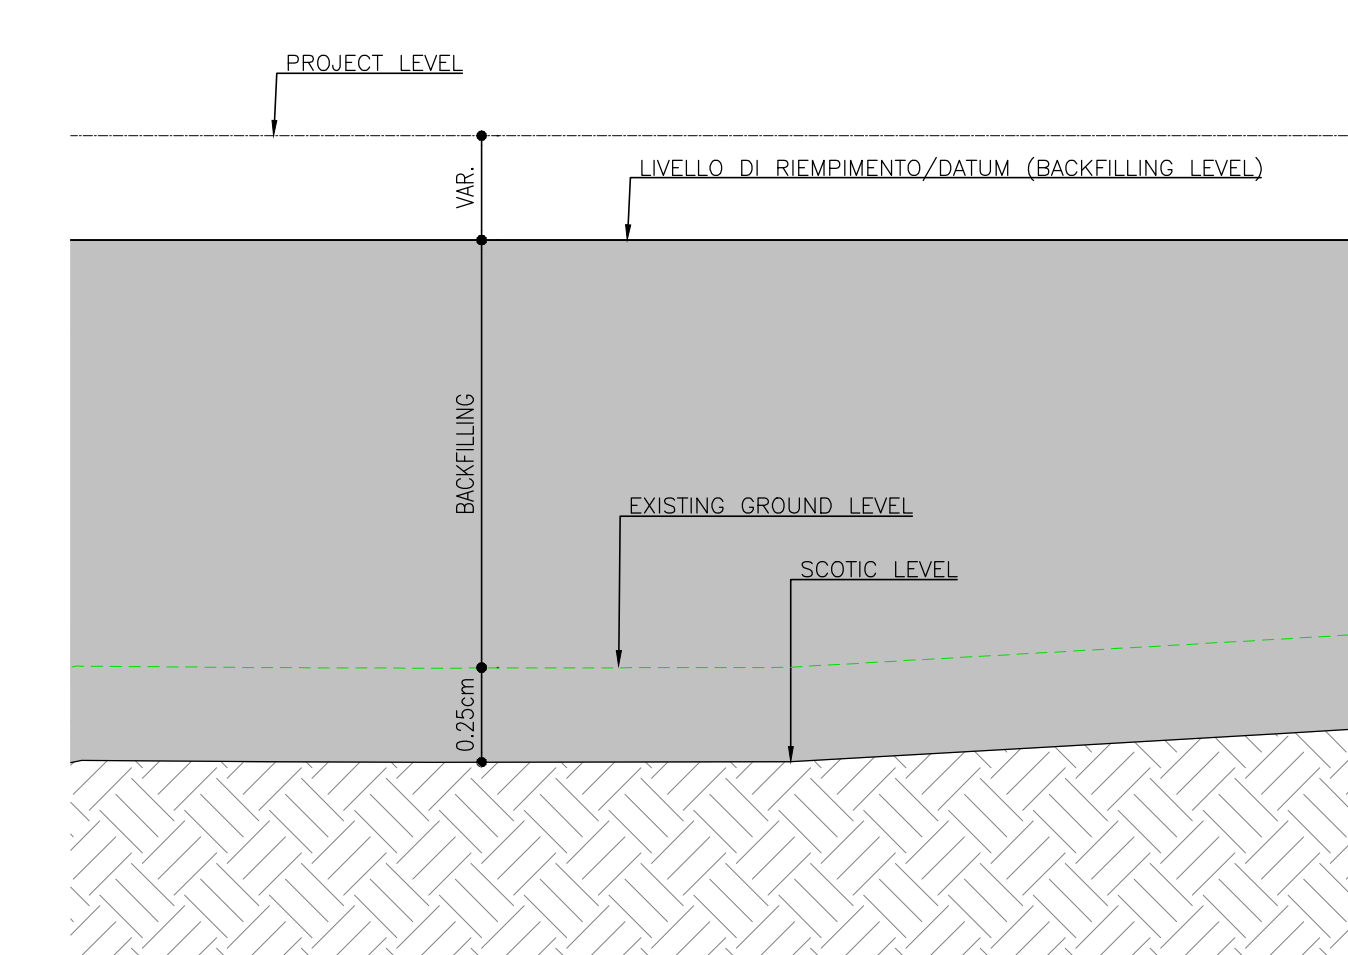 PROJECT LEVEL
LIVELLO DI RIEMPIMENTO/DATUM (BACKFILLING LEVEL)
VAR.
BACKFILLING
EXISTING GROUND LEVEL
SCOTIC LEVEL
0.25cm